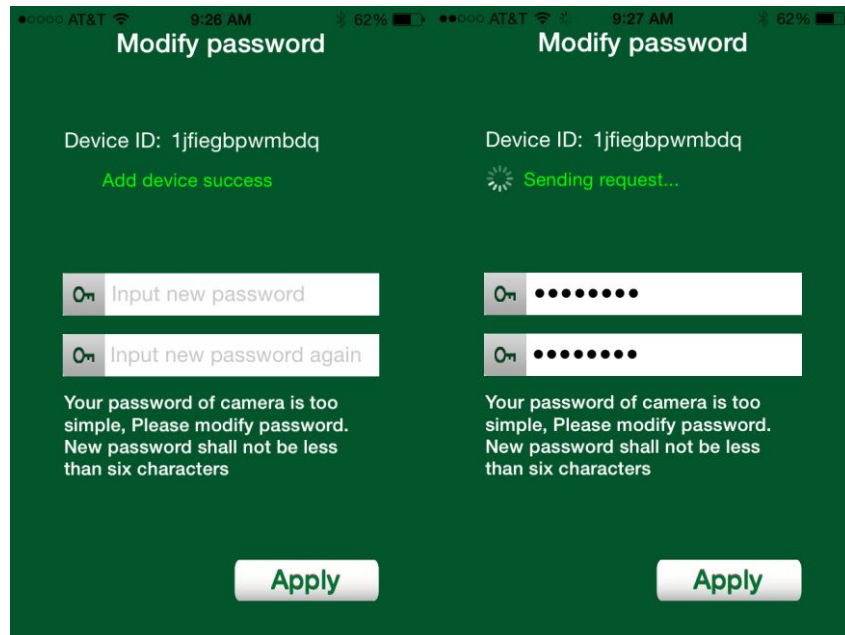 AT&T 9:26 AM 62%
Modify password
Device ID: 1jfiegbpwmbdq
Add device success
Input new password
Input new password again
Your password of camera is too
simple, Please modify password.
New password shall not be less
than six characters
Apply
AT&T 9:27 AM 62%
Modify password
Device ID: 1jfiegbpwmbdq
Sending request...
●●●●●●●●
●●●●●●●●
Your password of camera is too
simple, Please modify password.
New password shall not be less
than six characters
Apply